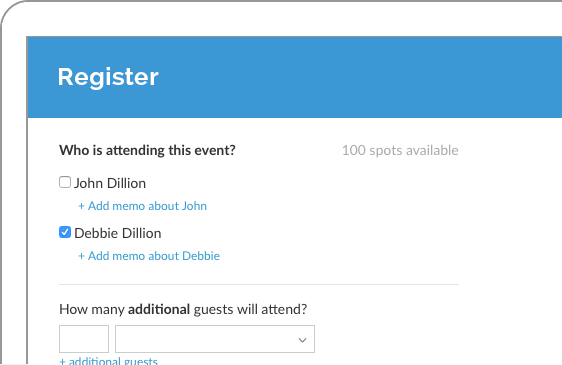 Register
Who is attending this event? 100 spots available
John Dillion
+ Add memo about John
Debbie Dillion
+ Add memo about Debbie
How many additional guests will attend?
+ additional guests